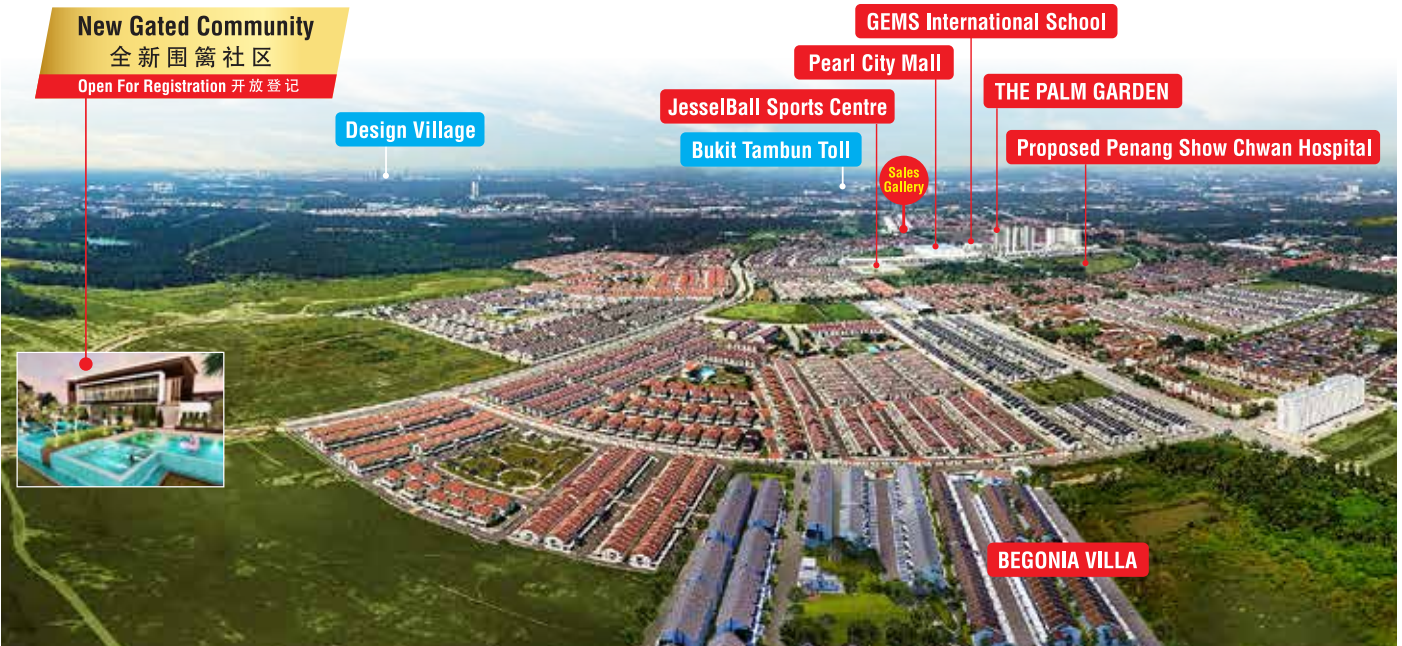 New Gated Community
全新围篱社区
Open For Registration 开放登记
GEMS International School
Pearl City Mall
THE PALM GARDEN
JesselBall Sports Centre
Design Village
Bukit Tambun Toll
Proposed Penang Show Chwan Hospital
Sales
Gallery
BEGONIA VILLA